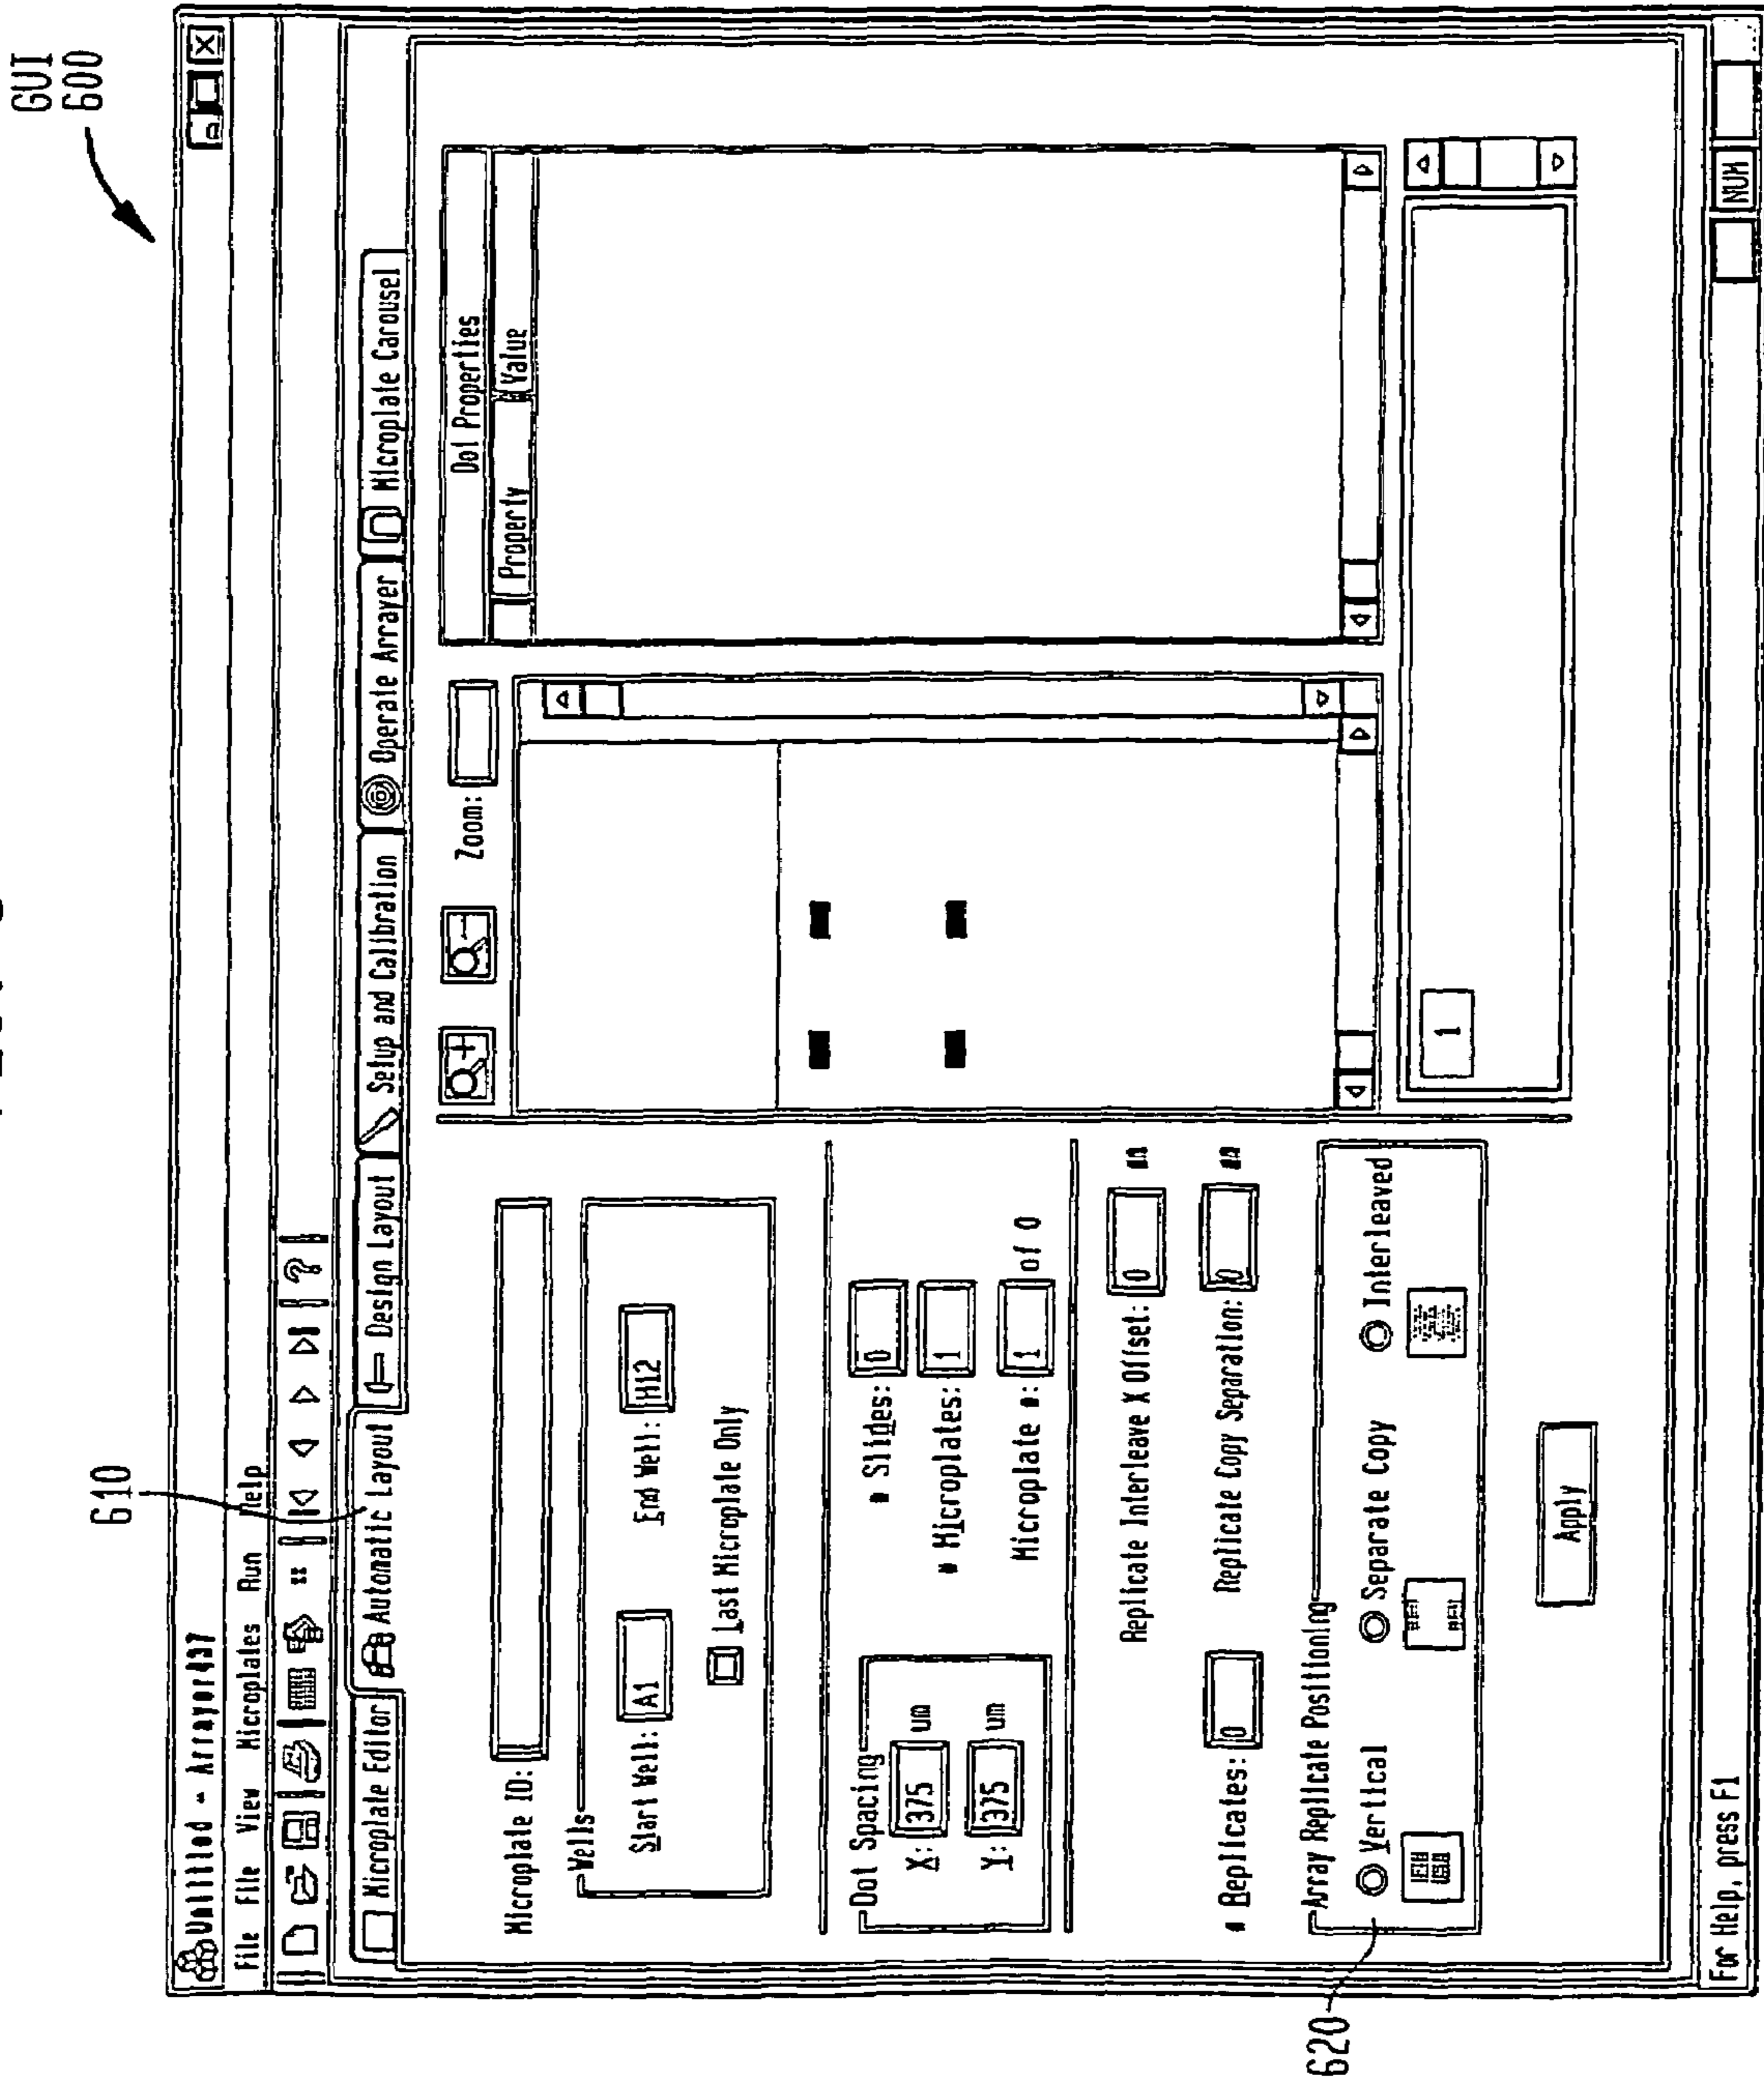 GUI
600
610
Untitled - Arrayer437
File File View Microplates Run Help
Microplate Editor Automatic Layout Design Layout Setup and Calibration Operate Arrayer Microplate Carousel
Microplate ID:
Wells
Start Well: A1 End Well: H12
Last Microplate Only
Dot Spacing
X: 375 um
Y: 375 um
# Slides: 0
# Microplates: 1
Microplate #: 1 of 0
Replicate Interleave X Offset: 0
# Replicates: 0 Replicate Copy Separation: 0
Array Replicate Positioning
Vertical Separate Copy Interleaved
620
Apply
Zoom:
Dot Properties
Property Value
1
For Help, press F1
NUM